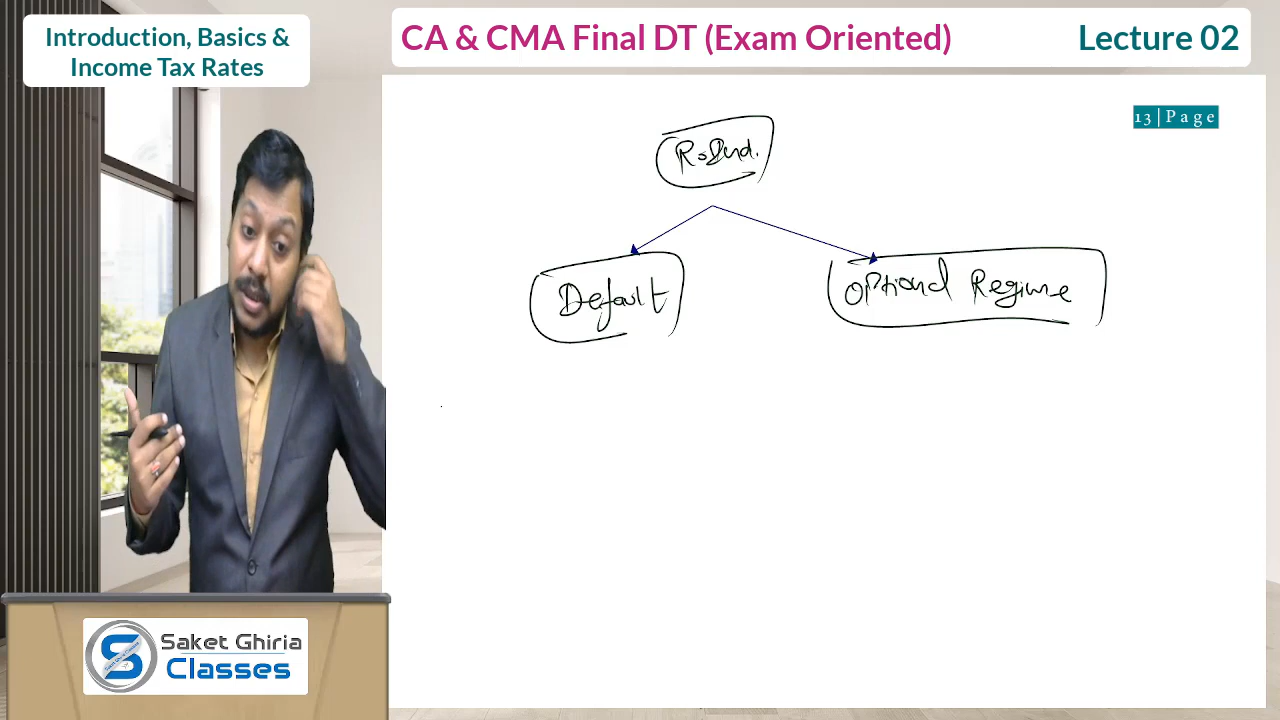 Introduction, Basics &
Income Tax Rates
CA & CMA Final DT (Exam Oriented)
Lecture 02
13 | Page
Default
Optional Regime
Saket Ghiria
Classes